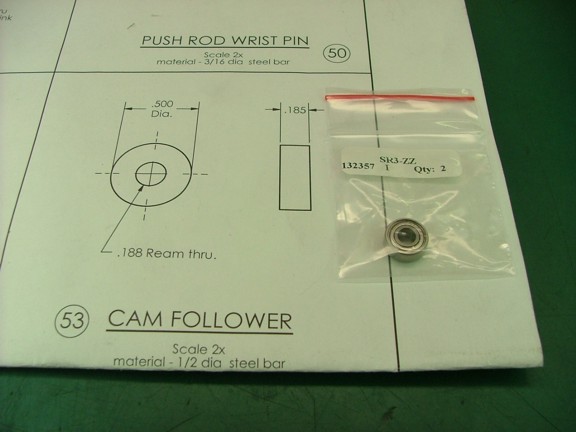 ink
PUSH ROD WRIST PIN
50
Scale 2x
material - 3/16 dia steel bar
.500
Dia.
.185
SR3-ZZ
132357 1 Qty: 2
.188 Ream thru.
53
CAM FOLLOWER
Scale 2x
material - 1/2 dia steel bar